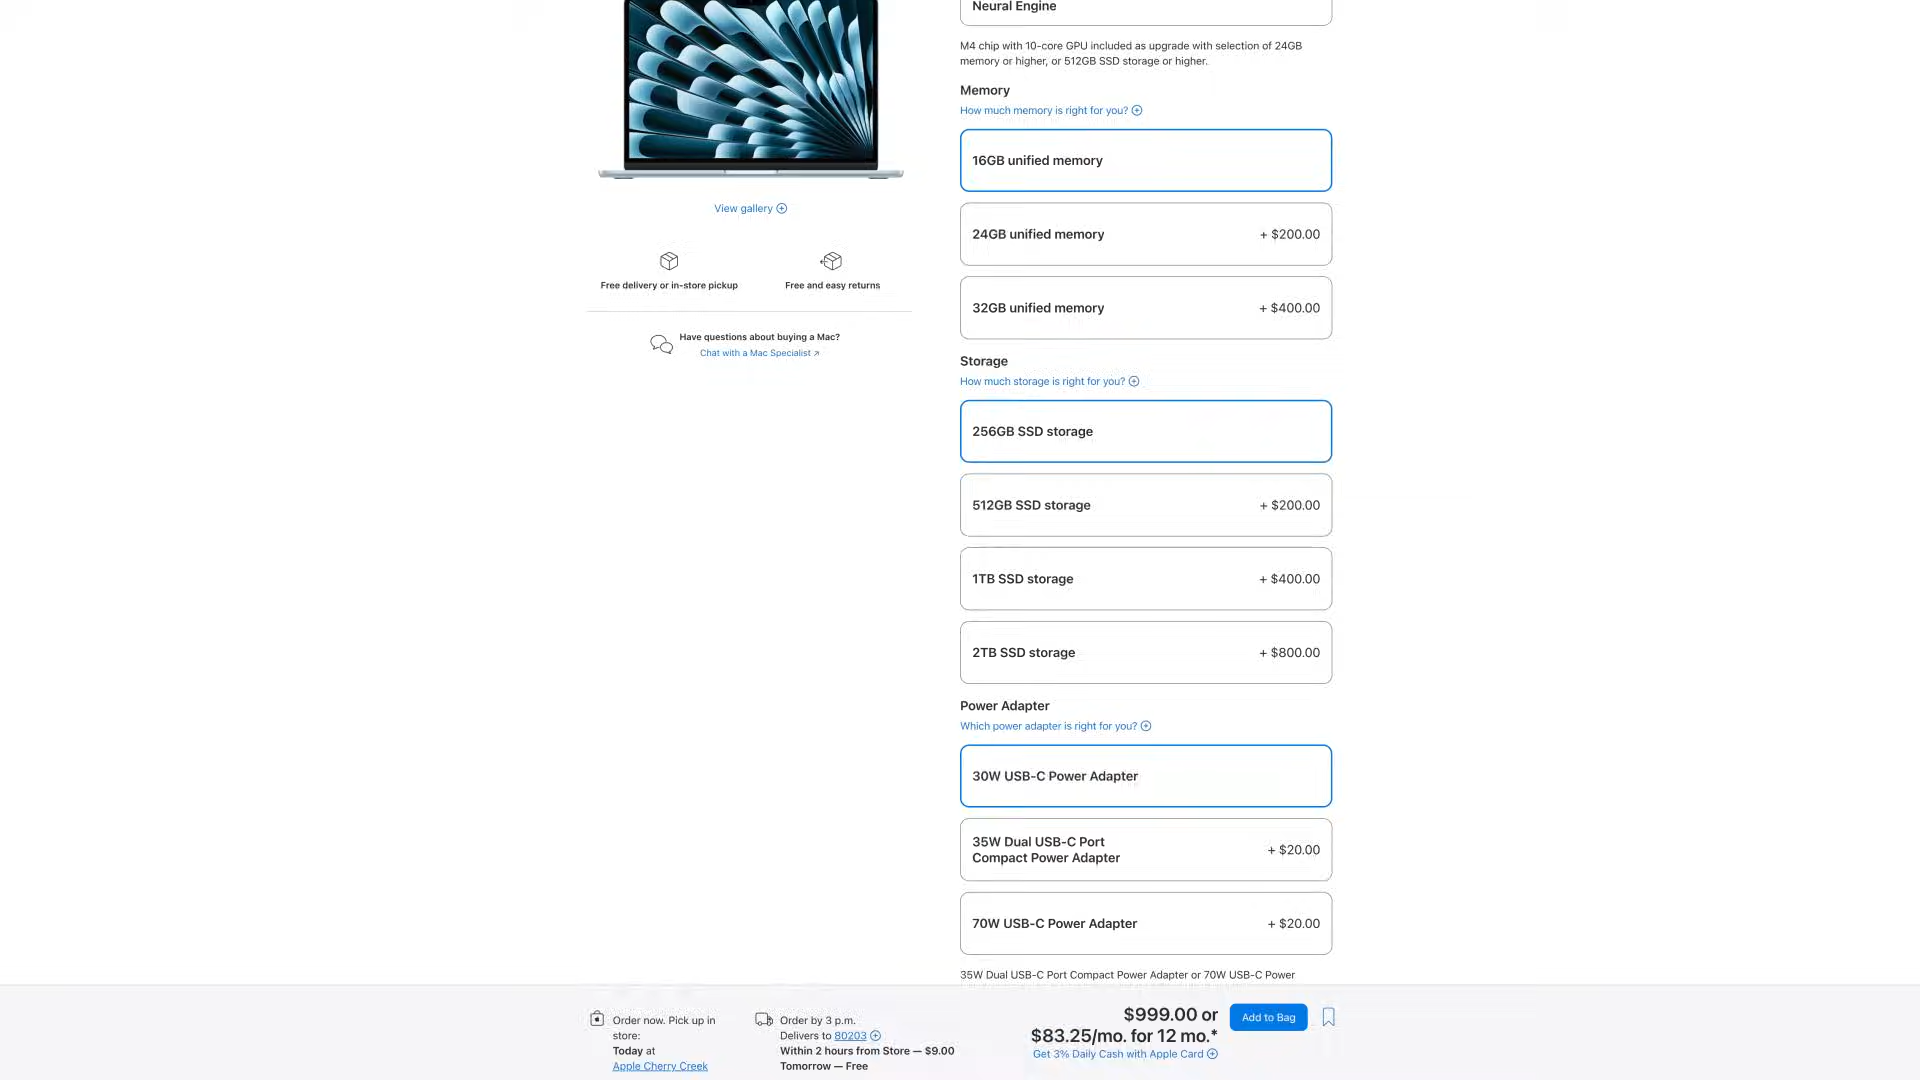 Neural Engine
M4 chip with 10-core GPU included as upgrade with selection of 24GB
memory or higher, or 512GB SSD storage or higher.
Memory
How much memory is right for you?
16GB unified memory
24GB unified memory + $200.00
32GB unified memory + $400.00
View gallery
Free delivery or in-store pickup
Free and easy returns
Have questions about buying a Mac?
Chat with a Mac Specialist ↗
Storage
How much storage is right for you?
256GB SSD storage
512GB SSD storage + $200.00
1TB SSD storage + $400.00
2TB SSD storage + $800.00
Power Adapter
Which power adapter is right for you?
30W USB-C Power Adapter
35W Dual USB-C Port
Compact Power Adapter + $20.00
70W USB-C Power Adapter + $20.00
35W Dual USB-C Port Compact Power Adapter or 70W USB-C Power
Order now. Pick up in
store:
Today at
Apple Cherry Creek
Order by 3 p.m.
Delivers to 80203
Within 2 hours from Store — $9.00
Tomorrow — Free
$999.00 or
$83.25/mo. for 12 mo.*
Get 3% Daily Cash with Apple Card
Add to Bag